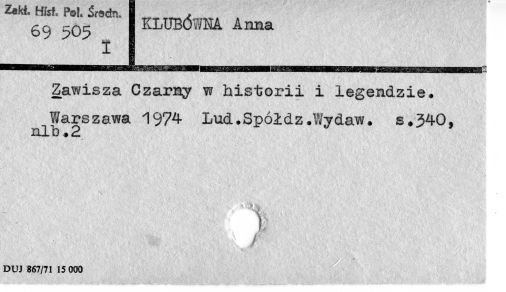 Zakł. Hist. Pol. Średn.
69 505
I
KLUBÓWNA Anna
Zawisza Czarny w historii i legendzie.
Warszawa 1974 Lud.Spółdz.Wydaw. s.340,
nlb.2
DUJ 867/71 15 000